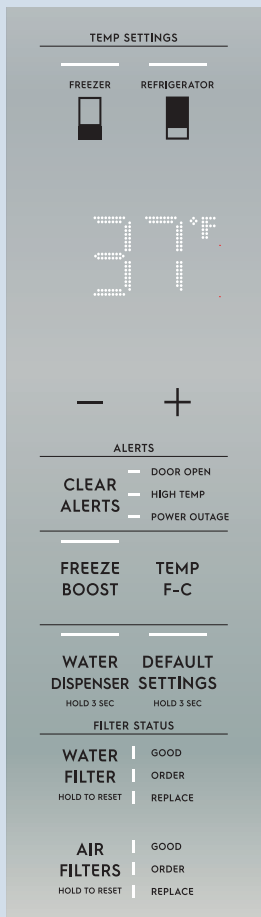 TEMP SETTINGS
FREEZER REFRIGERATOR
37°F
− +
ALERTS
CLEAR ALERTS
DOOR OPEN
HIGH TEMP
POWER OUTAGE
FREEZE BOOST
TEMP F-C
WATER DISPENSER
HOLD 3 SEC
DEFAULT SETTINGS
HOLD 3 SEC
FILTER STATUS
WATER FILTER
HOLD TO RESET
GOOD
ORDER
REPLACE
AIR FILTERS
HOLD TO RESET
GOOD
ORDER
REPLACE